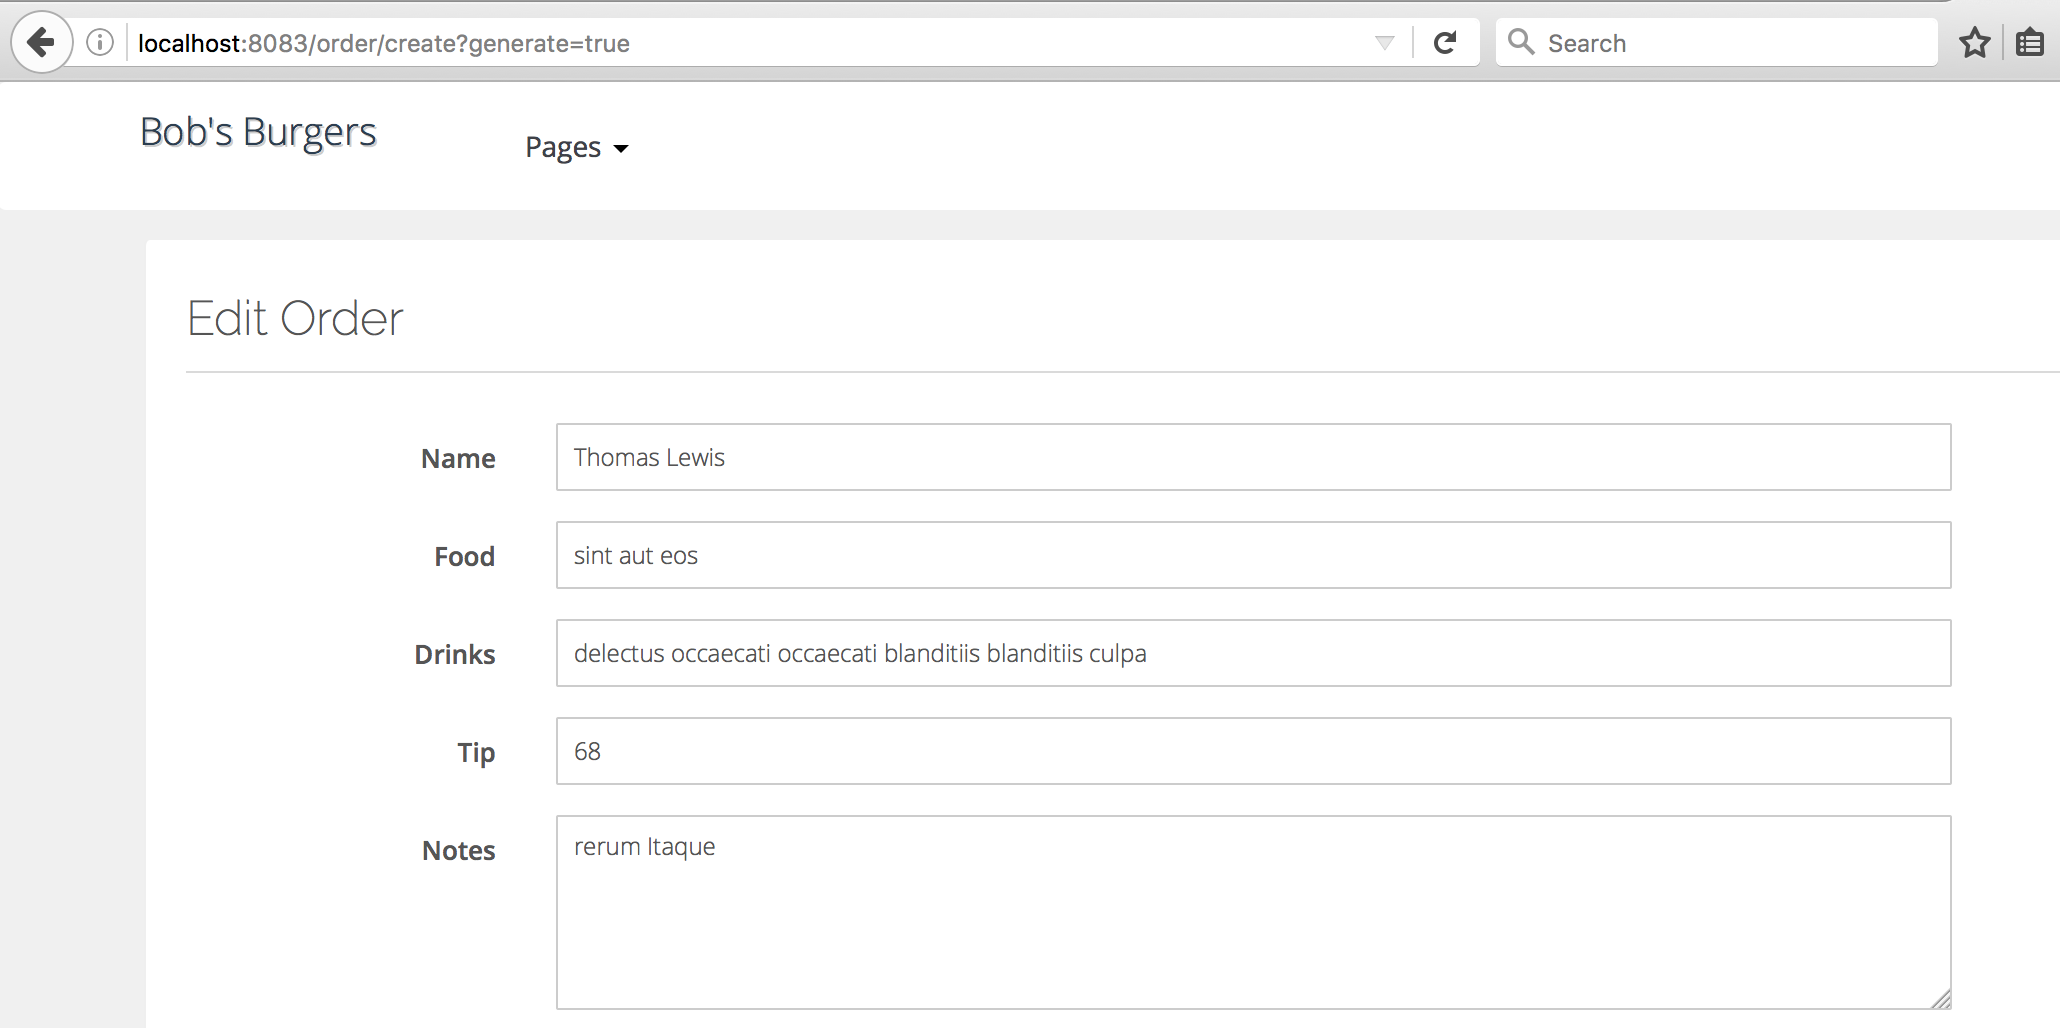 localhost:8083/order/create?generate=true
Search
Bob's Burgers
Pages
Edit Order
Name
Thomas Lewis
Food
sint aut eos
Drinks
delectus occaecati occaecati blanditiis blanditiis culpa
Tip
68
Notes
rerum Itaque